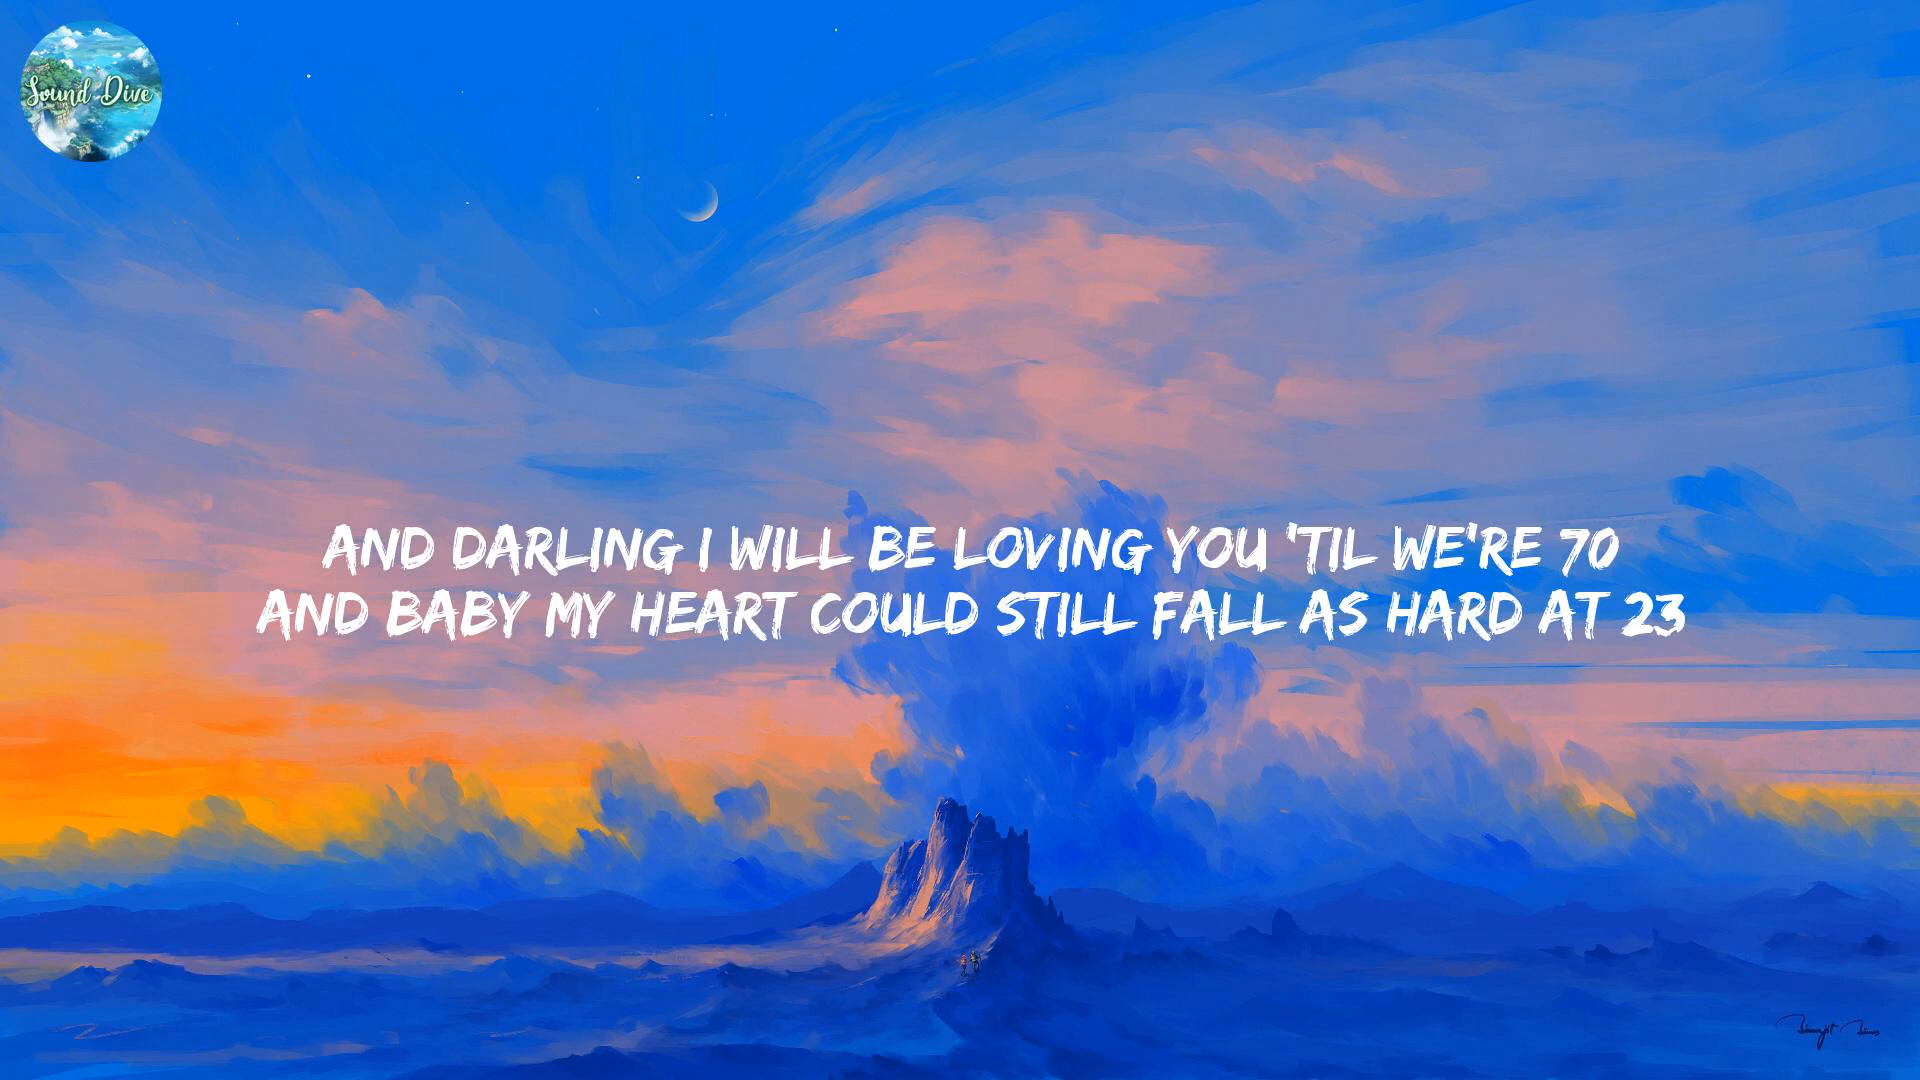 Sound Dive
AND DARLING I WILL BE LOVING YOU 'TIL WE'RE 70
AND BABY MY HEART COULD STILL FALL AS HARD AT 23